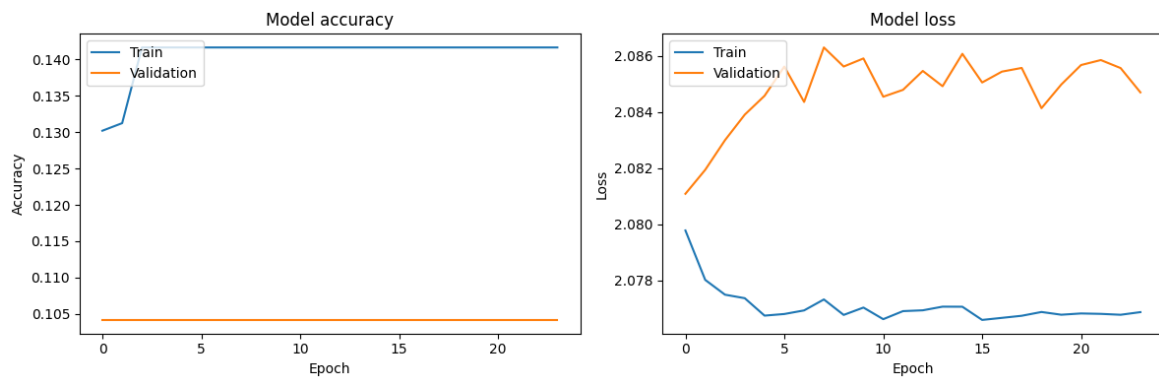 Model accuracy
Train
Validation
0.140
0.135
0.130
0.125
0.120
0.115
0.110
0.105
Accuracy
0
5
10
15
20
Epoch
Model loss
Train
Validation
2.086
2.084
2.082
2.080
2.078
Loss
0
5
10
15
20
Epoch